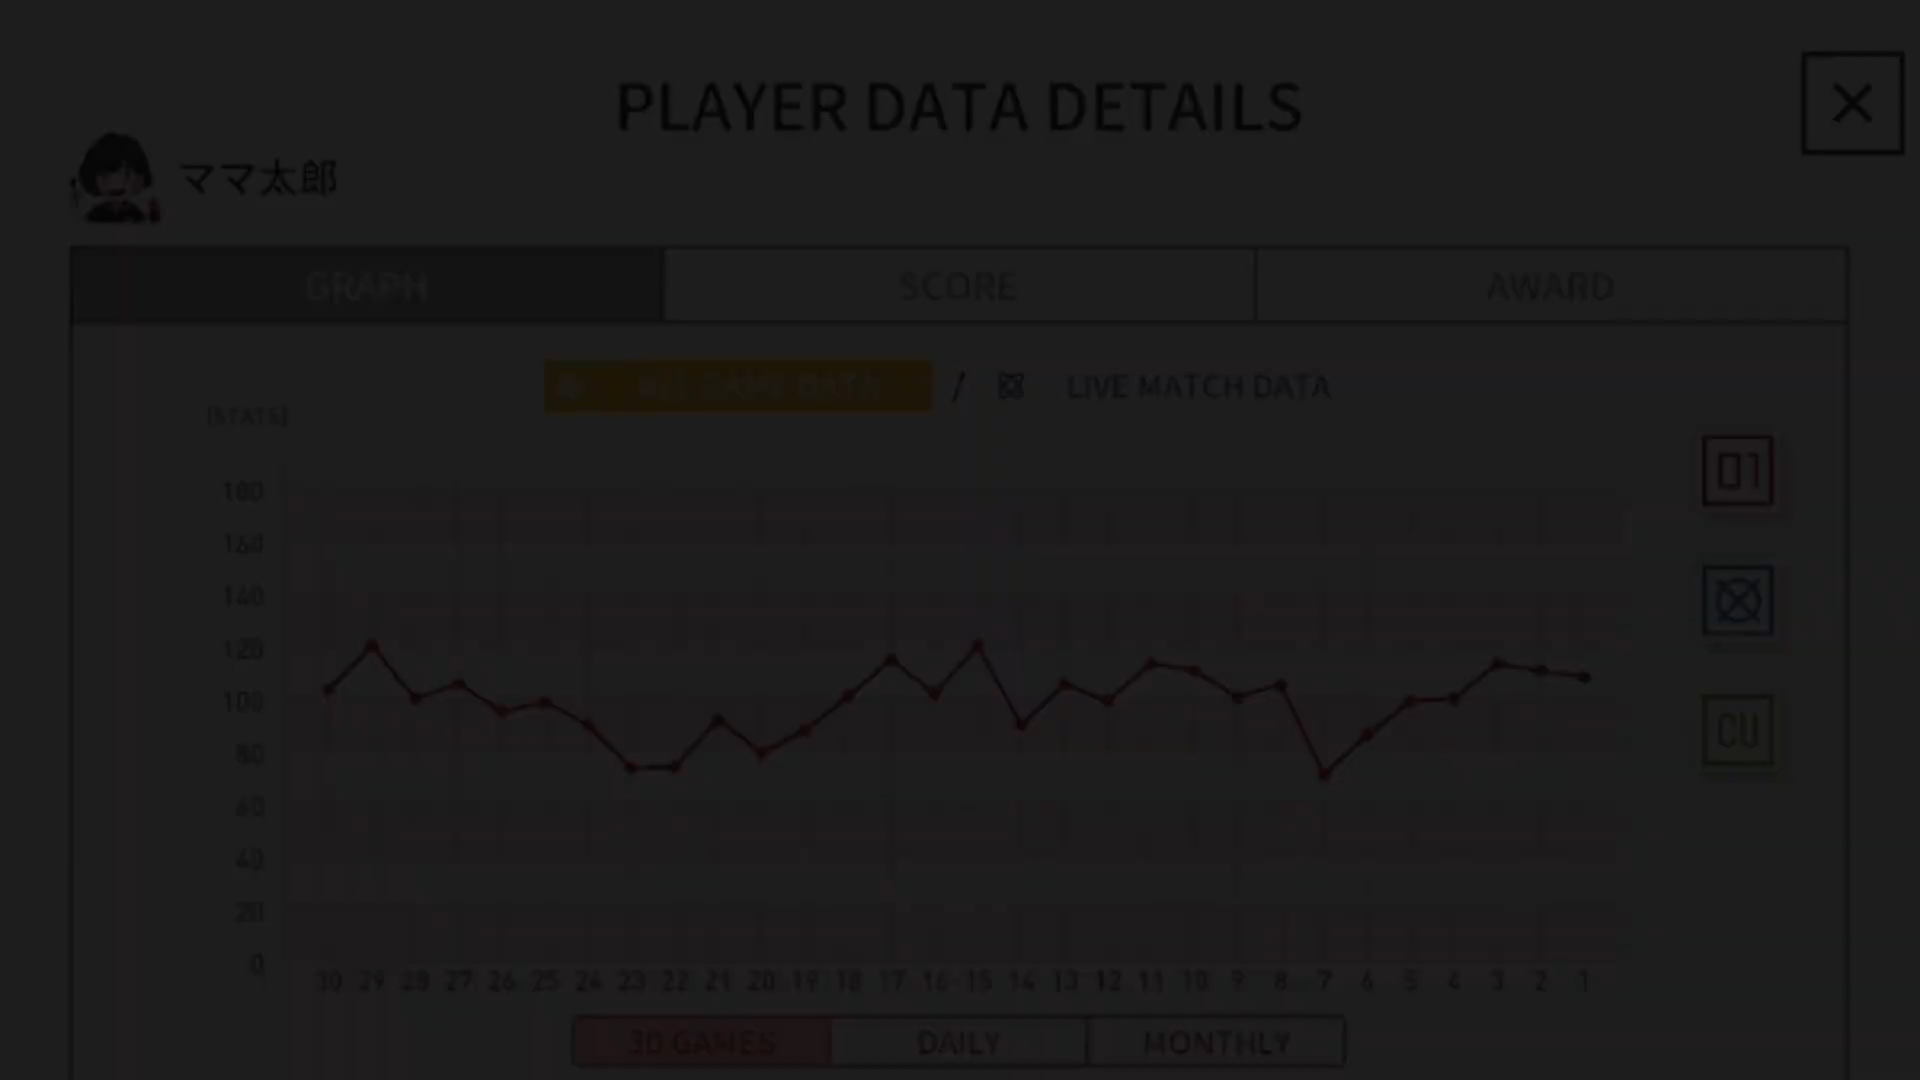 PLAYER DATA DETAILS
ママ太郎
GRAPH SCORE AWARD
ALL GAME DATA / LIVE MATCH DATA
[STATS]
01
180
160
140
120
100
80
60
40
20
0
CU
30 29 28 27 26 25 24 23 22 21 20 19 18 17 16 15 14 13 12 11 10 9 8 7 6 5 4 3 2 1
30 GAMES DAILY MONTHLY